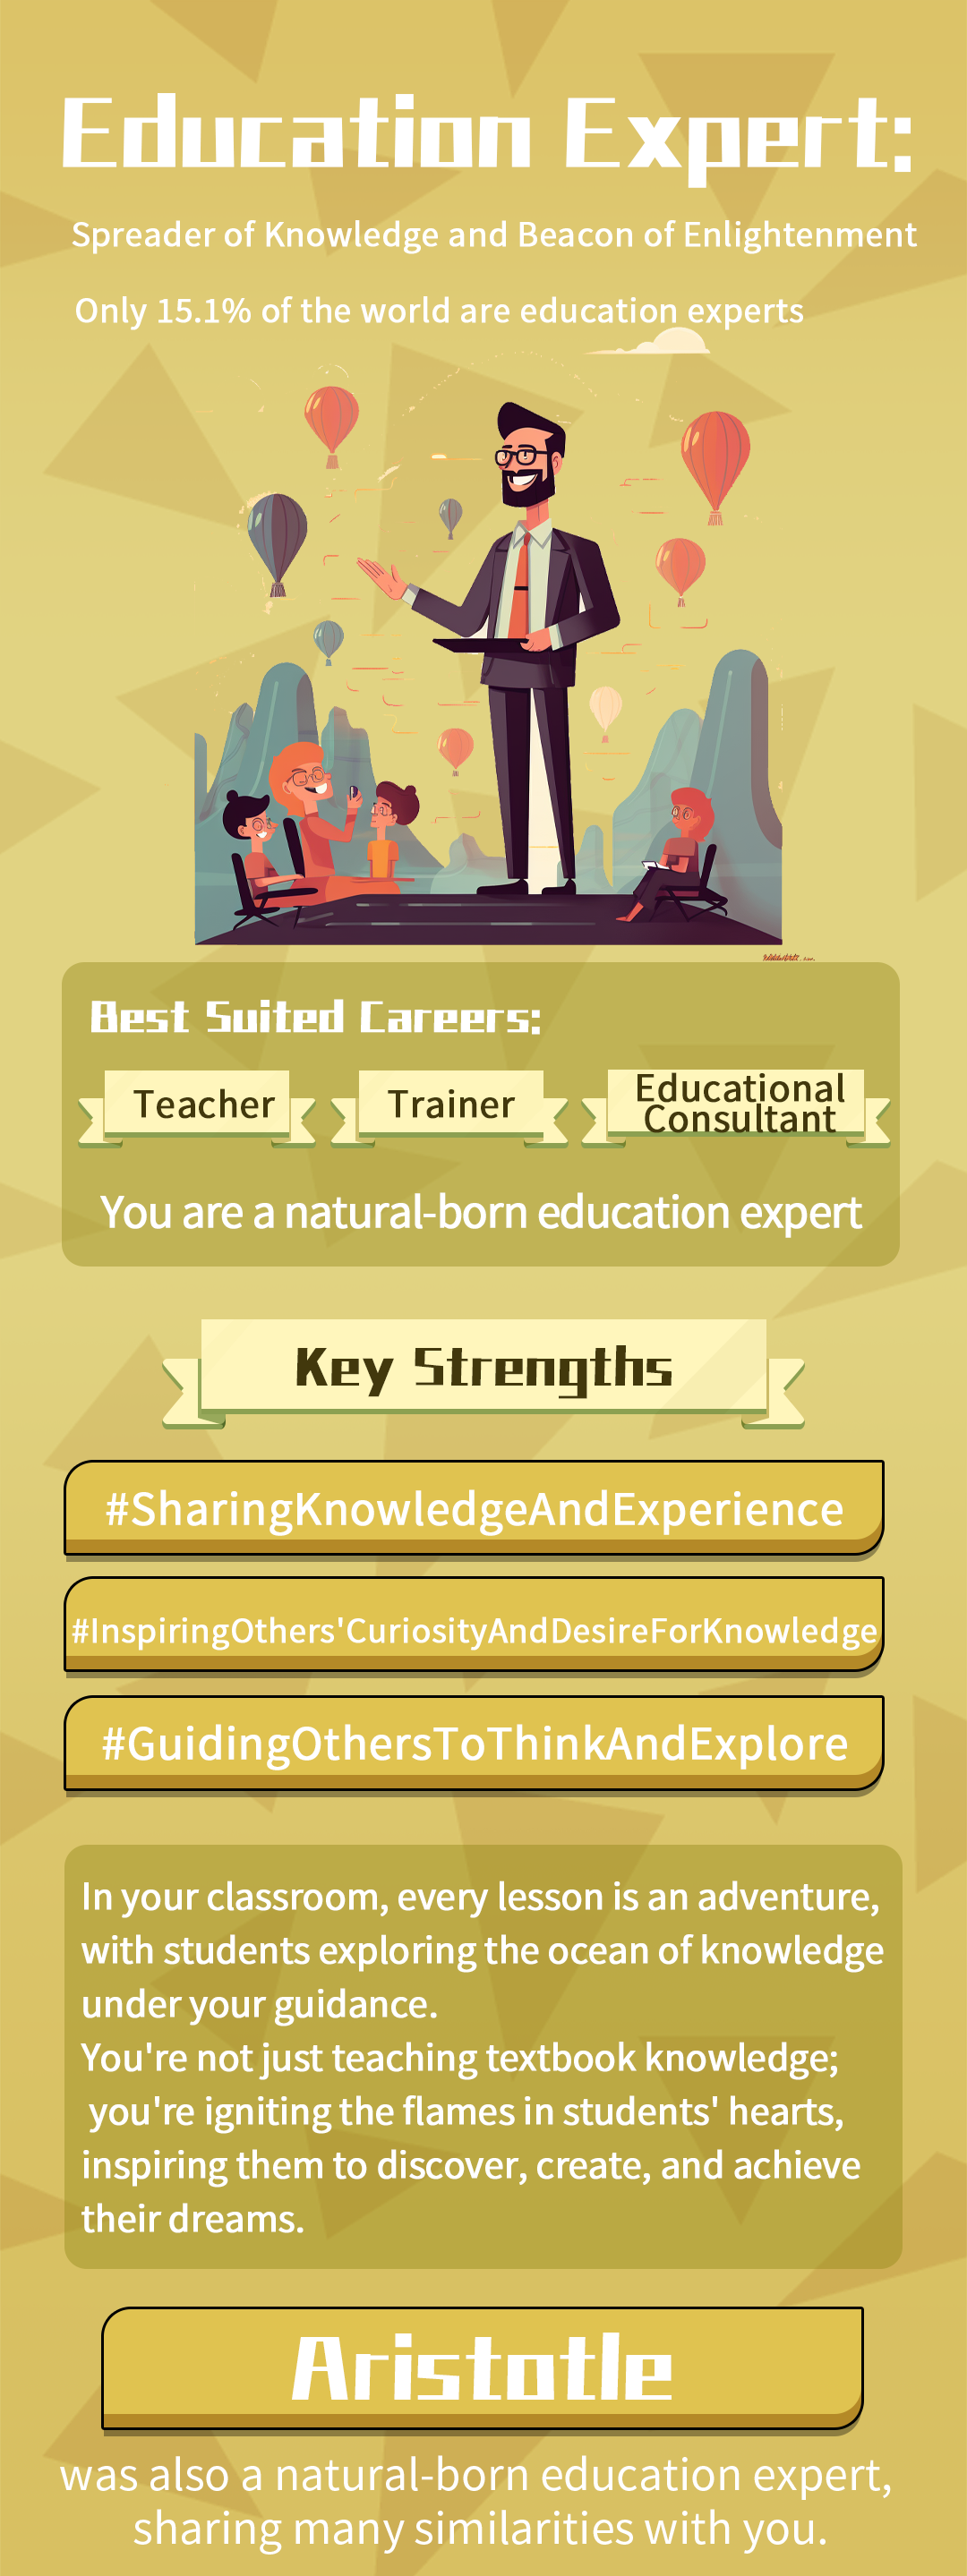 Education Expert:
Spreader of Knowledge and Beacon of Enlightenment
Only 15.1% of the world are education experts
Best Suited Careers:
Teacher
Trainer
Educational
Consultant
You are a natural-born education expert
Key Strengths
#SharingKnowledgeAndExperience
#InspiringOthers'CuriosityAndDesireForKnowledge
#GuidingOthersToThinkAndExplore
In your classroom, every lesson is an adventure,
with students exploring the ocean of knowledge
under your guidance.
You're not just teaching textbook knowledge;
you're igniting the flames in students' hearts,
inspiring them to discover, create, and achieve
their dreams.
Aristotle
was also a natural-born education expert,
sharing many similarities with you.